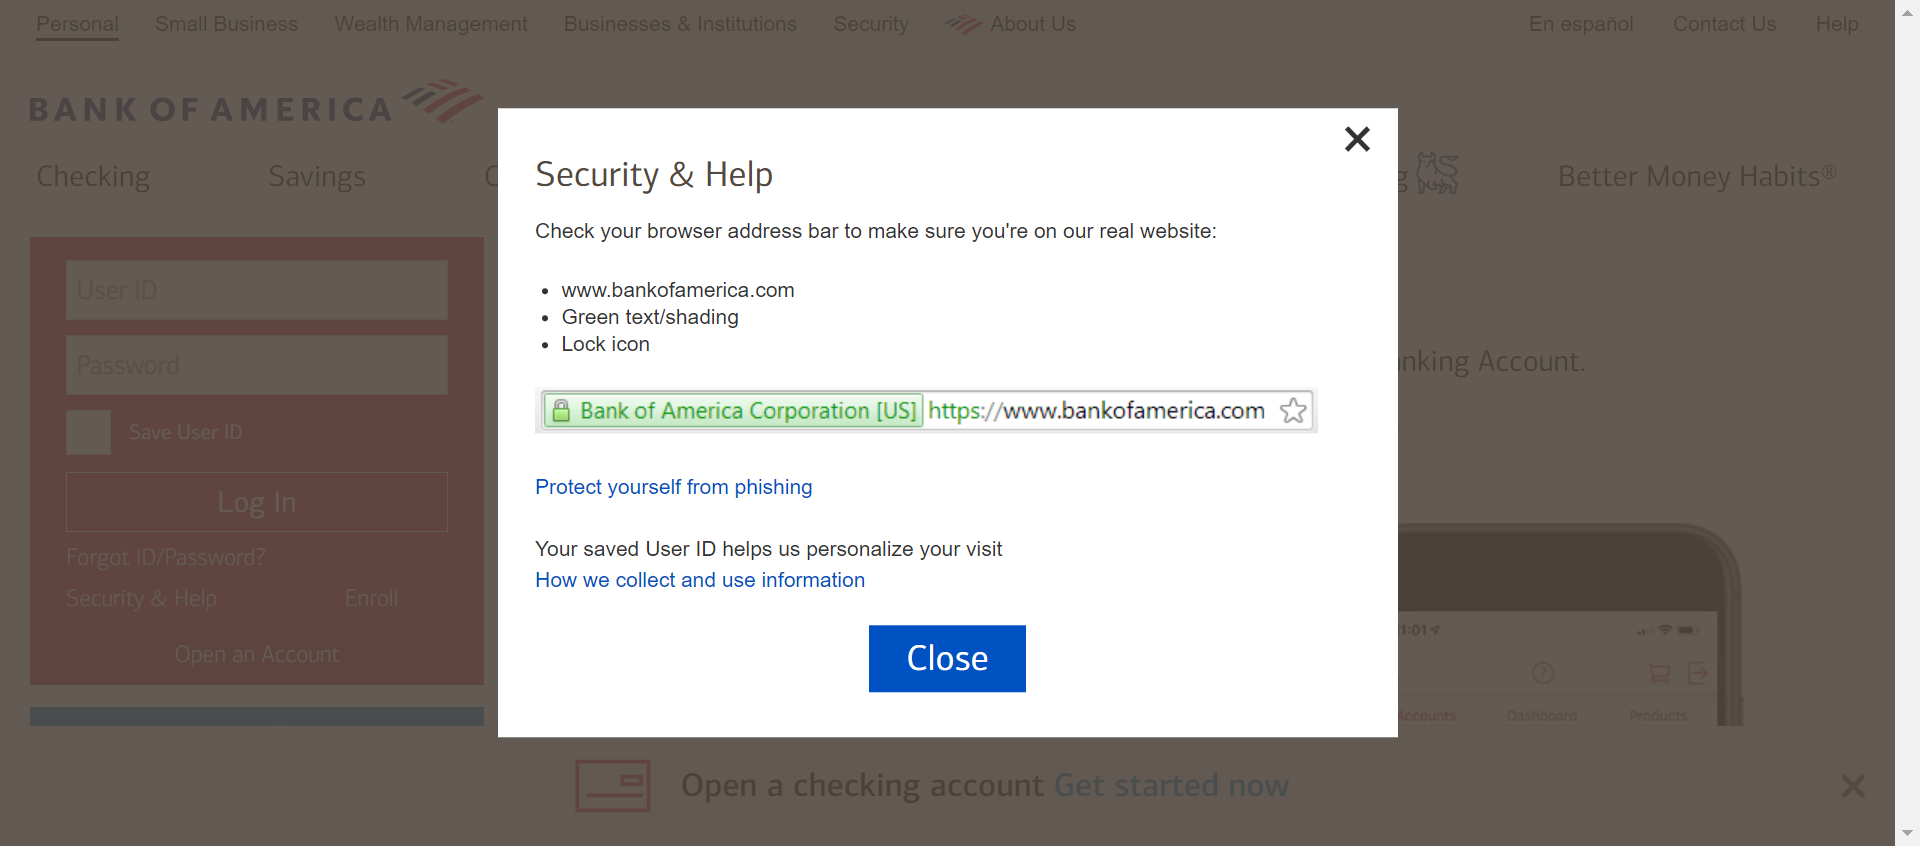 Personal Small Business Wealth Management Businesses & Institutions Security About Us En español Contact Us Help
BANK OF AMERICA
Checking Savings Better Money Habits®
Security & Help
Check your browser address bar to make sure you're on our real website:
• www.bankofamerica.com
• Green text/shading
• Lock icon
Bank of America Corporation [US] https://www.bankofamerica.com
Protect yourself from phishing
Your saved User ID helps us personalize your visit
How we collect and use information
Close
User ID
Password
Save User ID
Log In
Forgot ID/Password?
Security & Help Enroll
Open an Account
Account.
1:01
Accounts Dashboard Products
Open a checking account Get started now